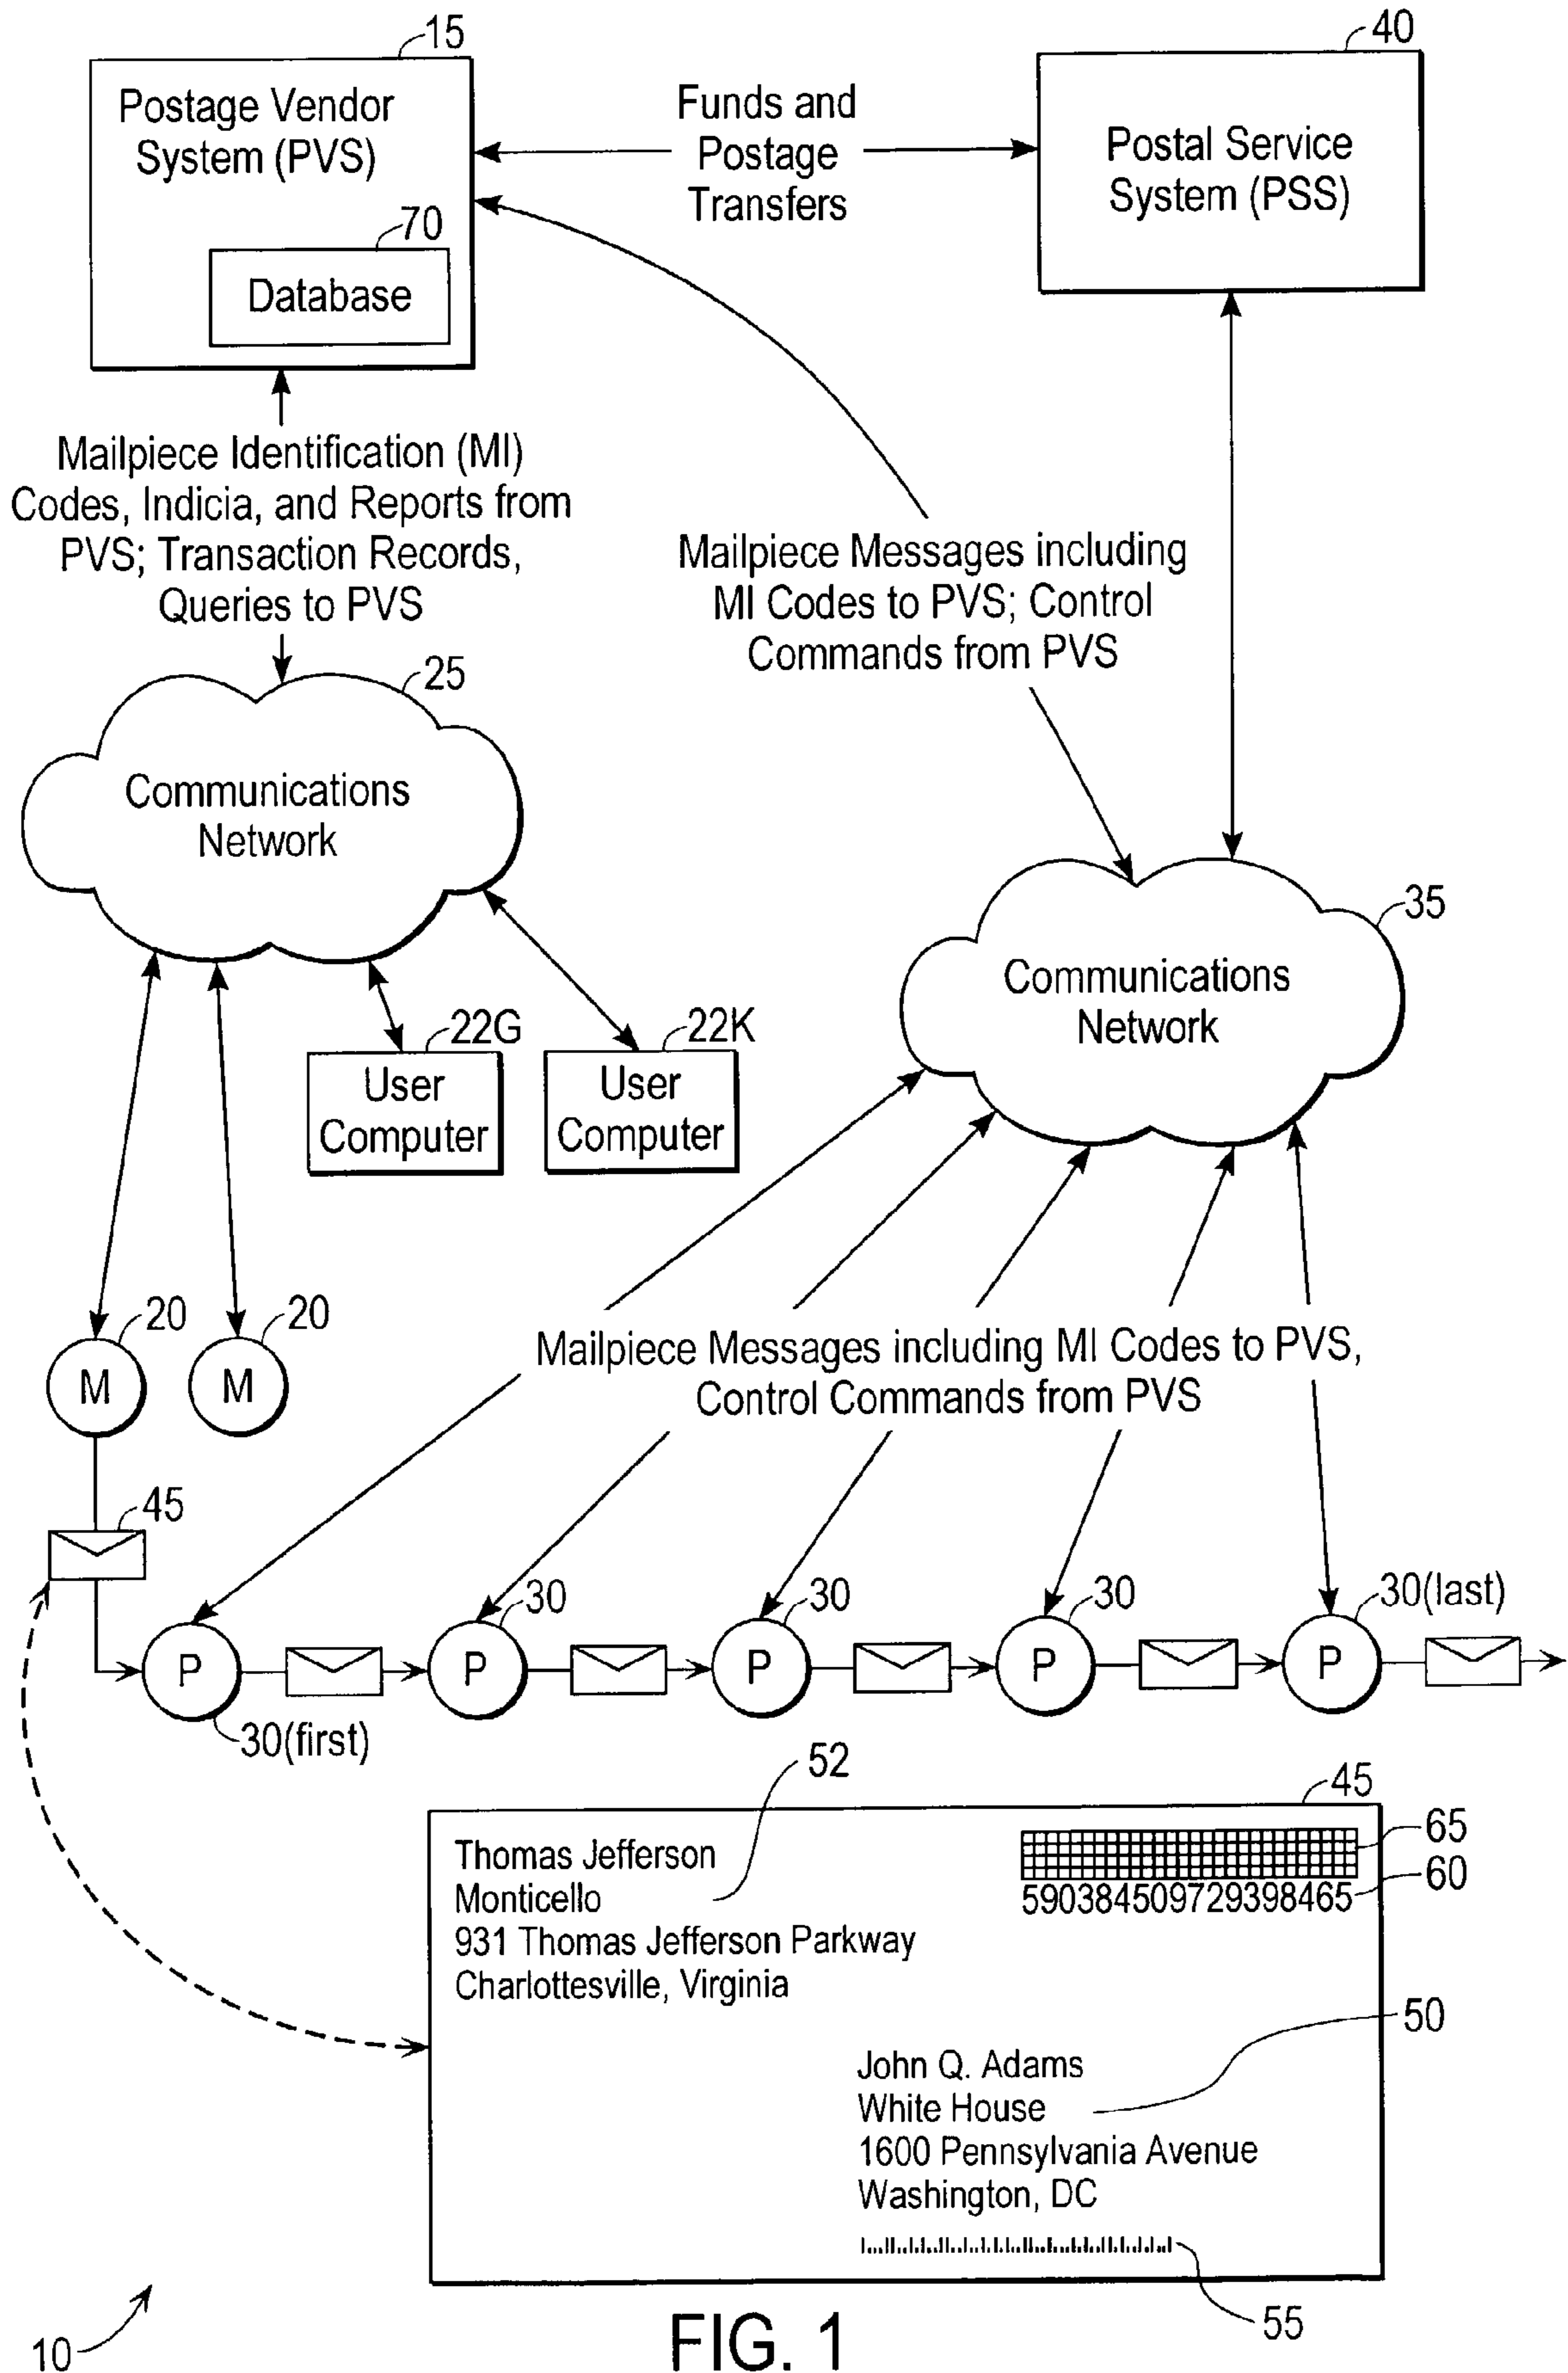 15
40
Postage Vendor
System (PVS)
Funds and
Postage
Transfers
Postal Service
System (PSS)
70
Database
Mailpiece Identification (MI)
Codes, Indicia, and Reports from
PVS; Transaction Records,
Queries to PVS
Mailpiece Messages including
MI Codes to PVS; Control
Commands from PVS
25
Communications
Network
35
Communications
Network
22G
User
Computer
22K
User
Computer
20
20
M
M
Mailpiece Messages including MI Codes to PVS,
Control Commands from PVS
45
30
30
30
30(last)
P
P
P
P
P
30(first)
52
45
Thomas Jefferson
Monticello
931 Thomas Jefferson Parkway
Charlottesville, Virginia
65
60
590384509729398465
50
John Q. Adams
White House
1600 Pennsylvania Avenue
Washington, DC
55
10
FIG. 1